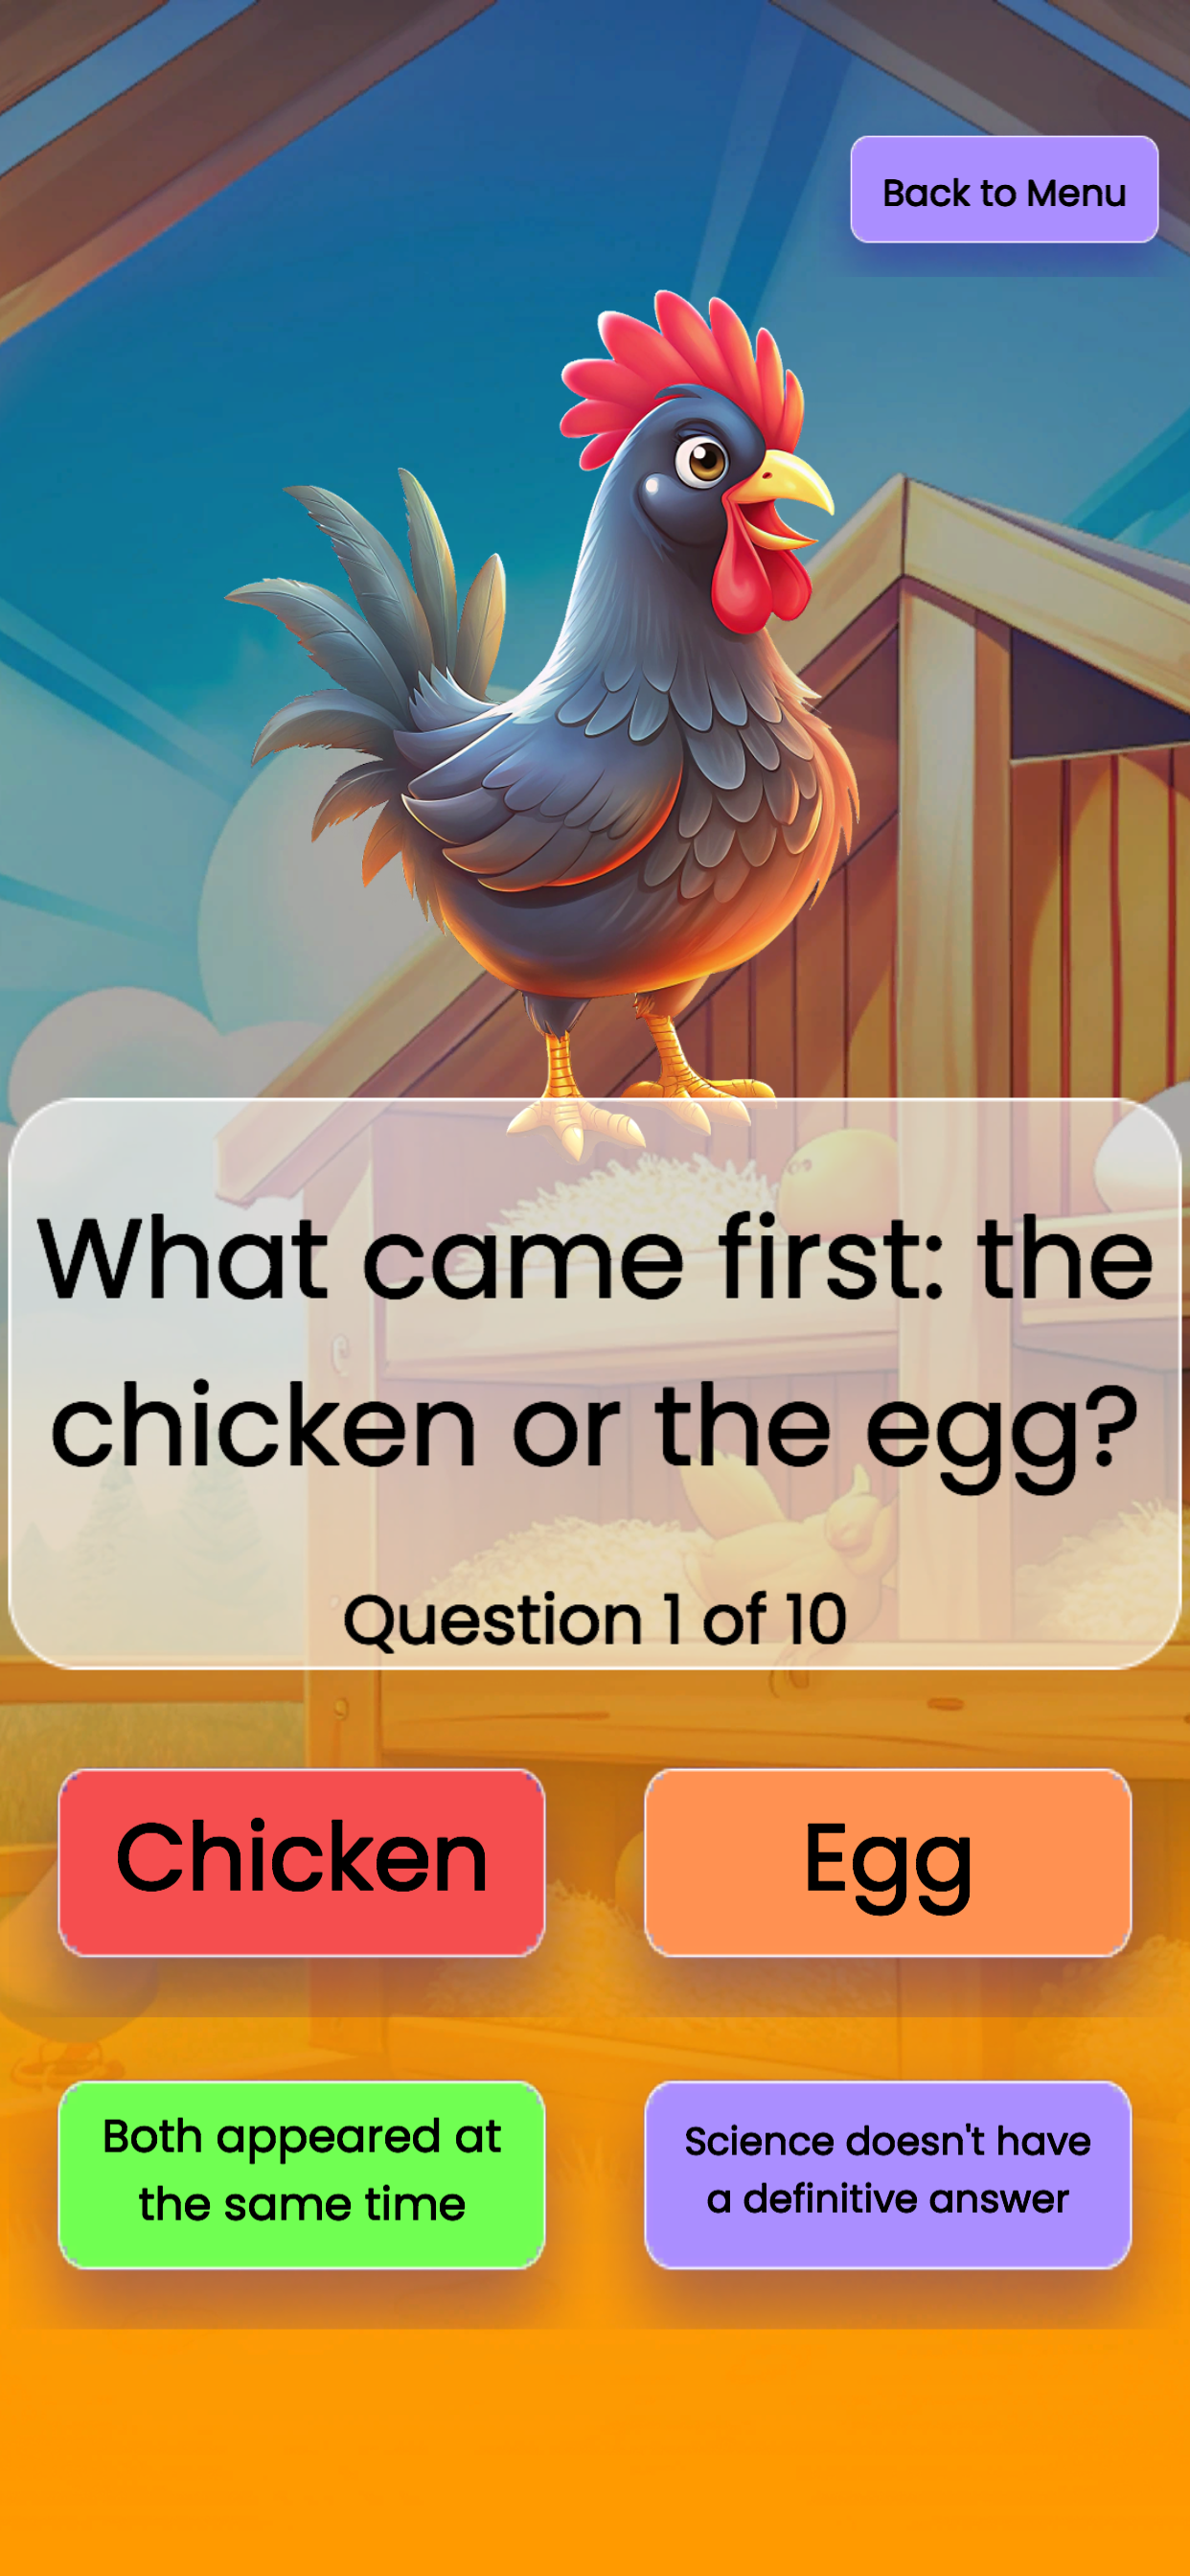 Back to Menu
What came first: the
chicken or the egg?
Question 1 of 10
Chicken
Egg
Both appeared at
the same time
Science doesn't have
a definitive answer